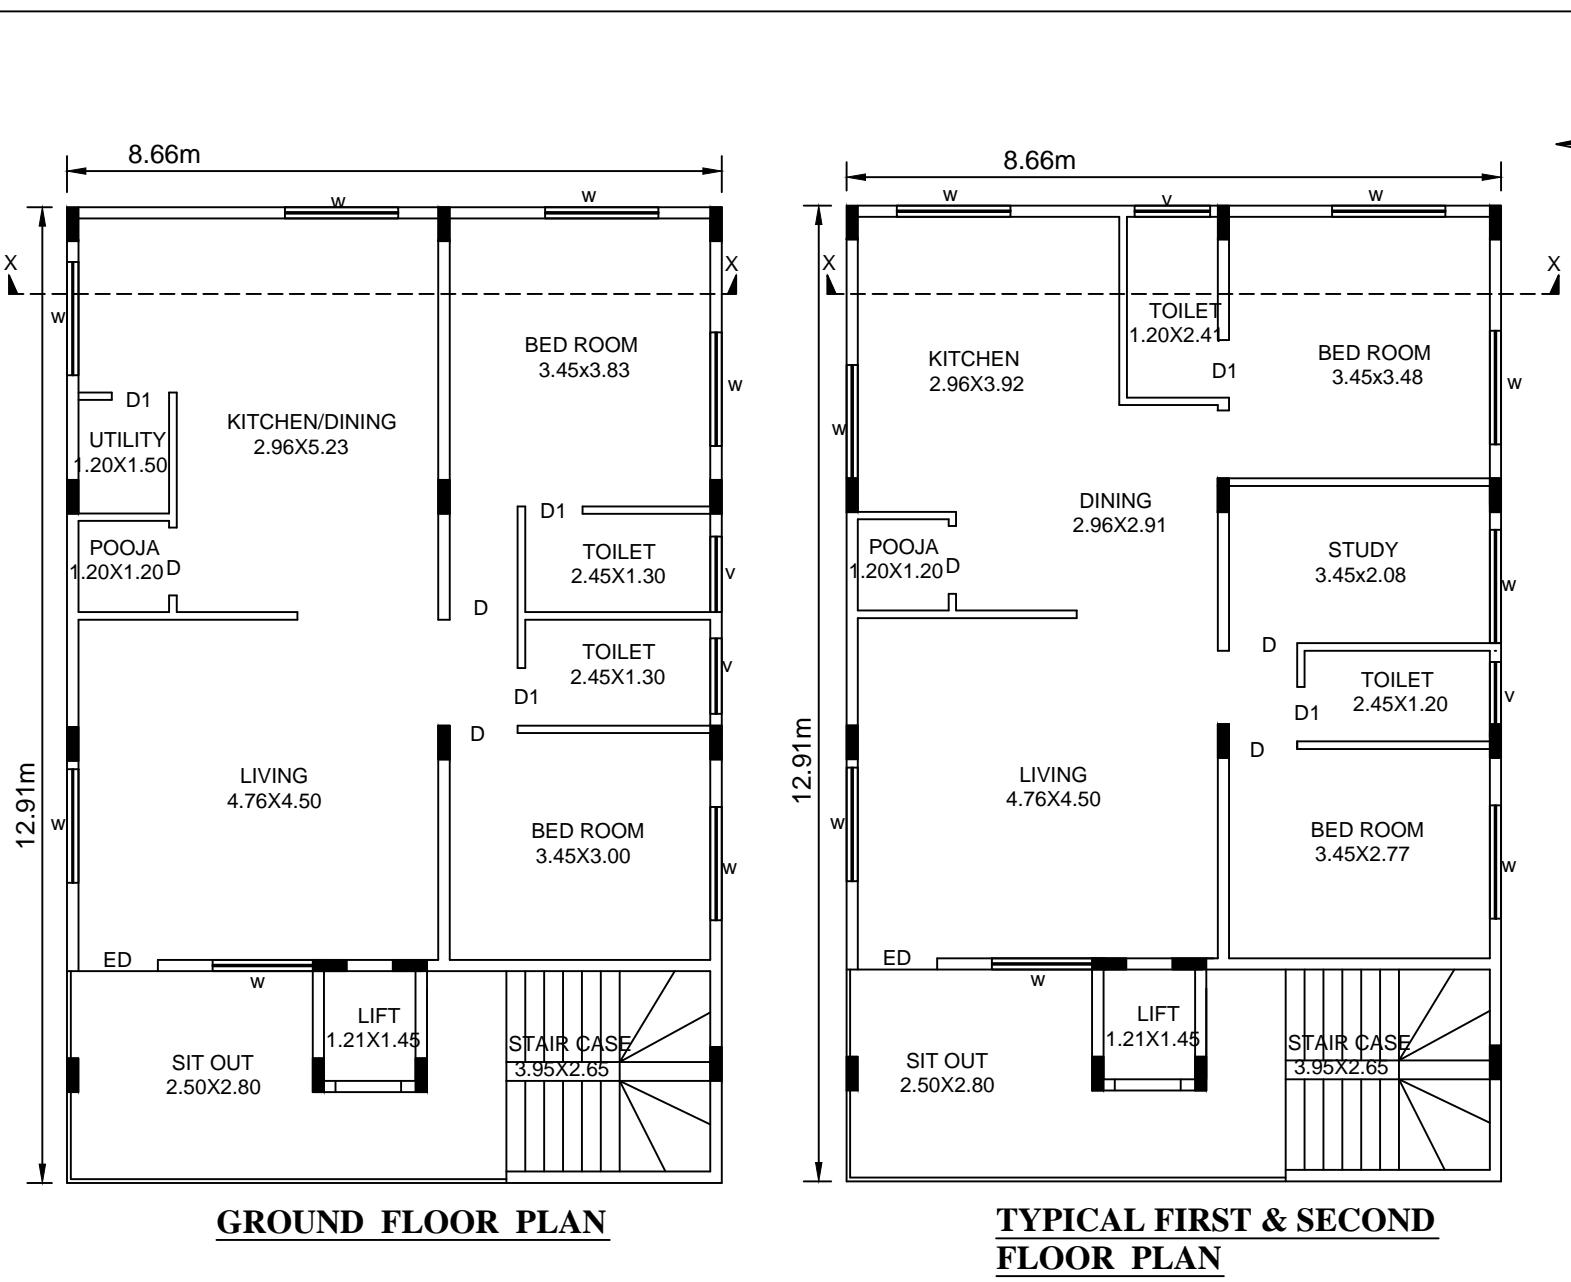 8.66m
w
w
X
X
w
BED ROOM
3.45x3.83
w
D1
KITCHEN/DINING
2.96X5.23
UTILITY
1.20X1.50
D1
POOJA
1.20X1.20
D
TOILET
2.45X1.30
v
D
TOILET
2.45X1.30
v
D1
D
LIVING
4.76X4.50
12.91m
w
BED ROOM
3.45X3.00
w
ED
w
LIFT
1.21X1.45
STAIR CASE
3.95X2.65
SIT OUT
2.50X2.80
GROUND FLOOR PLAN
8.66m
w
v
w
X
X
TOILET
1.20X2.41
KITCHEN
2.96X3.92
D1
BED ROOM
3.45x3.48
w
w
DINING
2.96X2.91
POOJA
1.20X1.20
D
STUDY
3.45x2.08
w
D
TOILET
2.45X1.20
v
D1
D
12.91m
LIVING
4.76X4.50
w
BED ROOM
3.45X2.77
w
ED
w
LIFT
1.21X1.45
STAIR CASE
3.95X2.65
SIT OUT
2.50X2.80
TYPICAL FIRST & SECOND
FLOOR PLAN